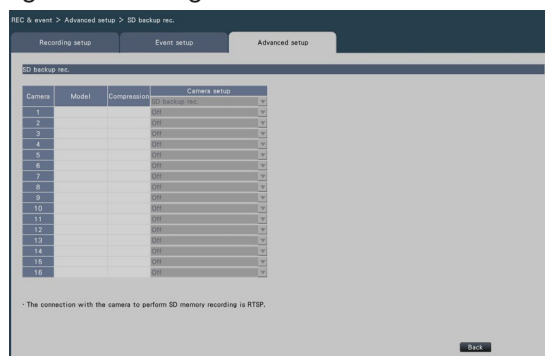 REC & event > Advanced setup > SD backup rec.
Recording setup Event setup Advanced setup
SD backup rec.
Camera Model Compression Camera setup
SD backup rec.
1 Off
2 Off
3 Off
4 Off
5 Off
6 Off
7 Off
8 Off
9 Off
10 Off
11 Off
12 Off
13 Off
14 Off
15 Off
16 Off
· The connection with the camera to perform SD memory recording is RTSP.
Back